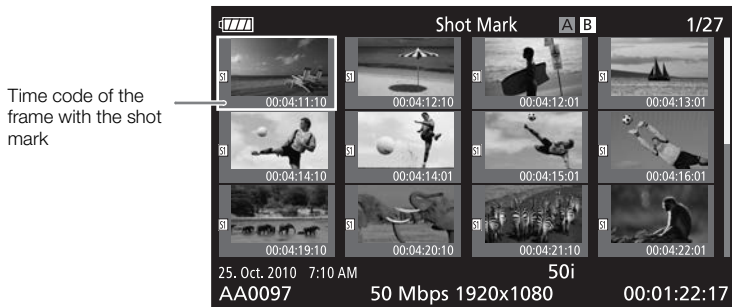 Shot Mark A B 1/27
Time code of the
frame with the shot
mark
S1 S1 S1 S1
00:04:11:10 00:04:12:10 00:04:12:01 00:04:13:01
S1 S1 S1 S1
00:04:14:10 00:04:14:01 00:04:15:01 00:04:16:01
S1 S1 S1 S1
00:04:19:10 00:04:20:10 00:04:21:10 00:04:22:01
25. Oct. 2010 7:10 AM 50i
AA0097 50 Mbps 1920x1080 00:01:22:17